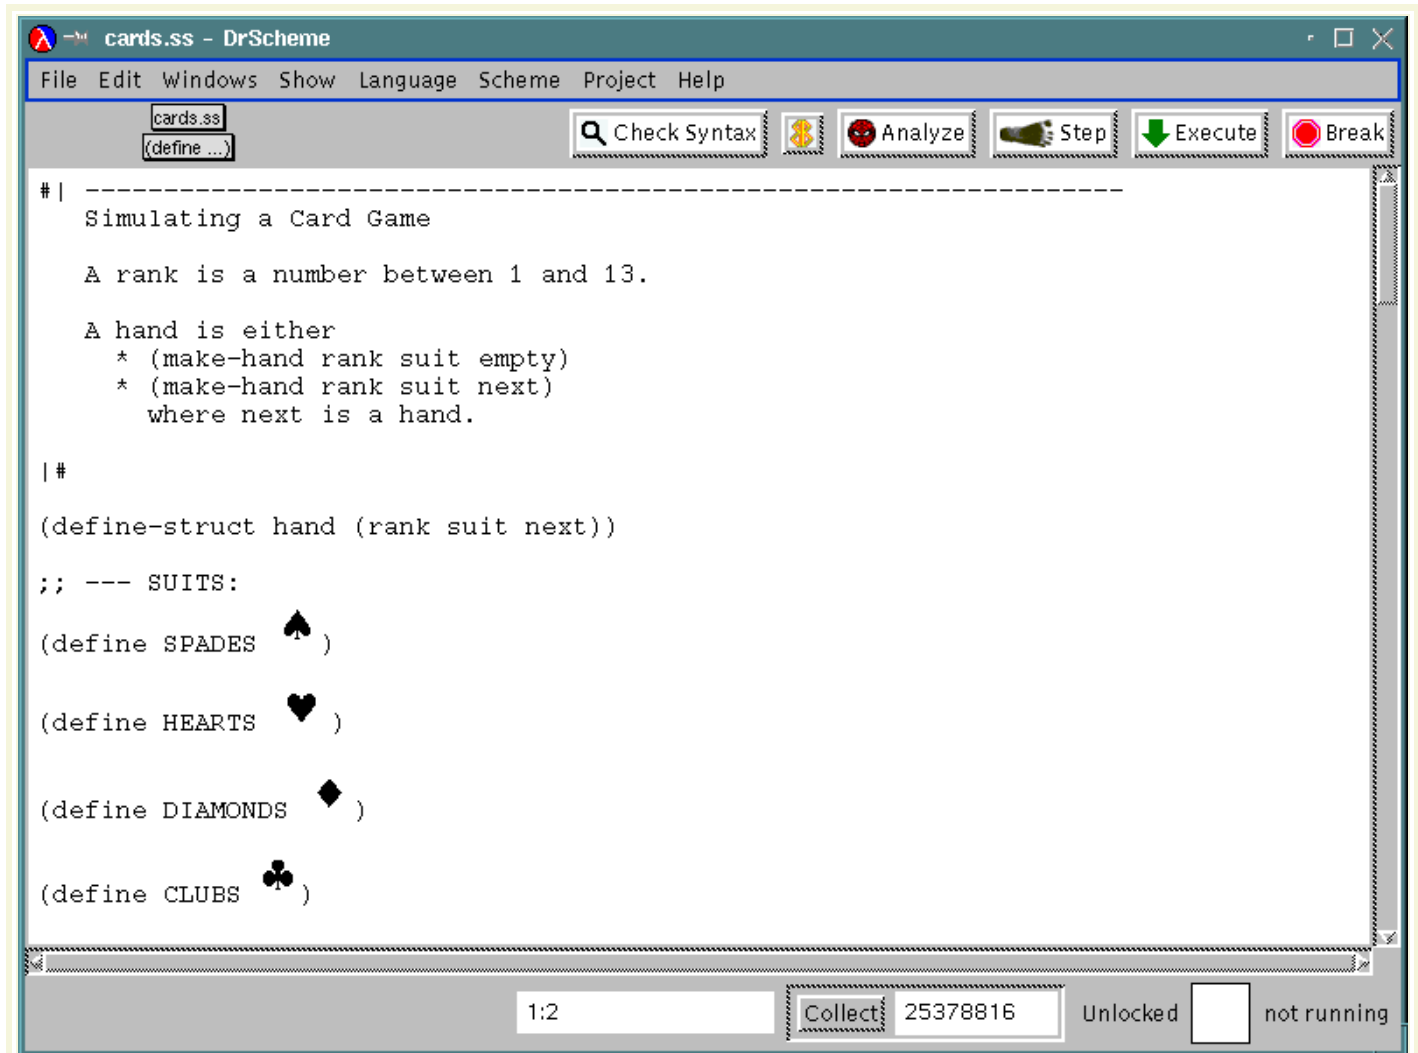 cards.ss - DrScheme
File Edit Windows Show Language Scheme Project Help
cards.ss
(define ...)
Check Syntax Analyze Step Execute Break
#| ------------------------------------------------------------------
Simulating a Card Game
A rank is a number between 1 and 13.
A hand is either
* (make-hand rank suit empty)
* (make-hand rank suit next)
where next is a hand.
|#
(define-struct hand (rank suit next))
;; --- SUITS:
(define SPADES ♠)
(define HEARTS ♥)
(define DIAMONDS ♦)
(define CLUBS ♣)
1:2 Collect 25378816 Unlocked not running